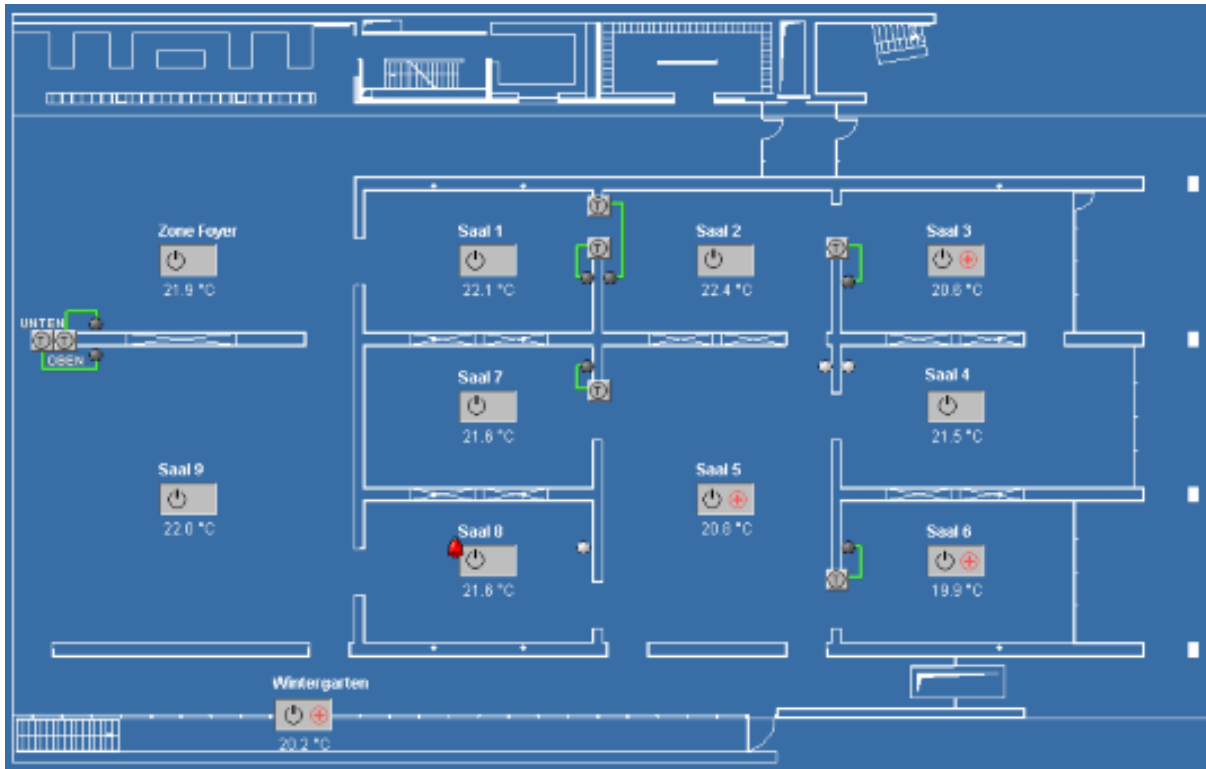 Zone Foyer
21.9 °C
Saal 1
22.1 °C
Saal 2
22.4 °C
Saal 3
20.6 °C
UNTEN
OBEN
Saal 7
21.6 °C
Saal 4
21.5 °C
Saal 9
22.0 °C
Saal 5
20.8 °C
Saal 8
21.6 °C
Saal 6
19.9 °C
Wintergarten
20.2 °C
T
T
T
T
T
T
T